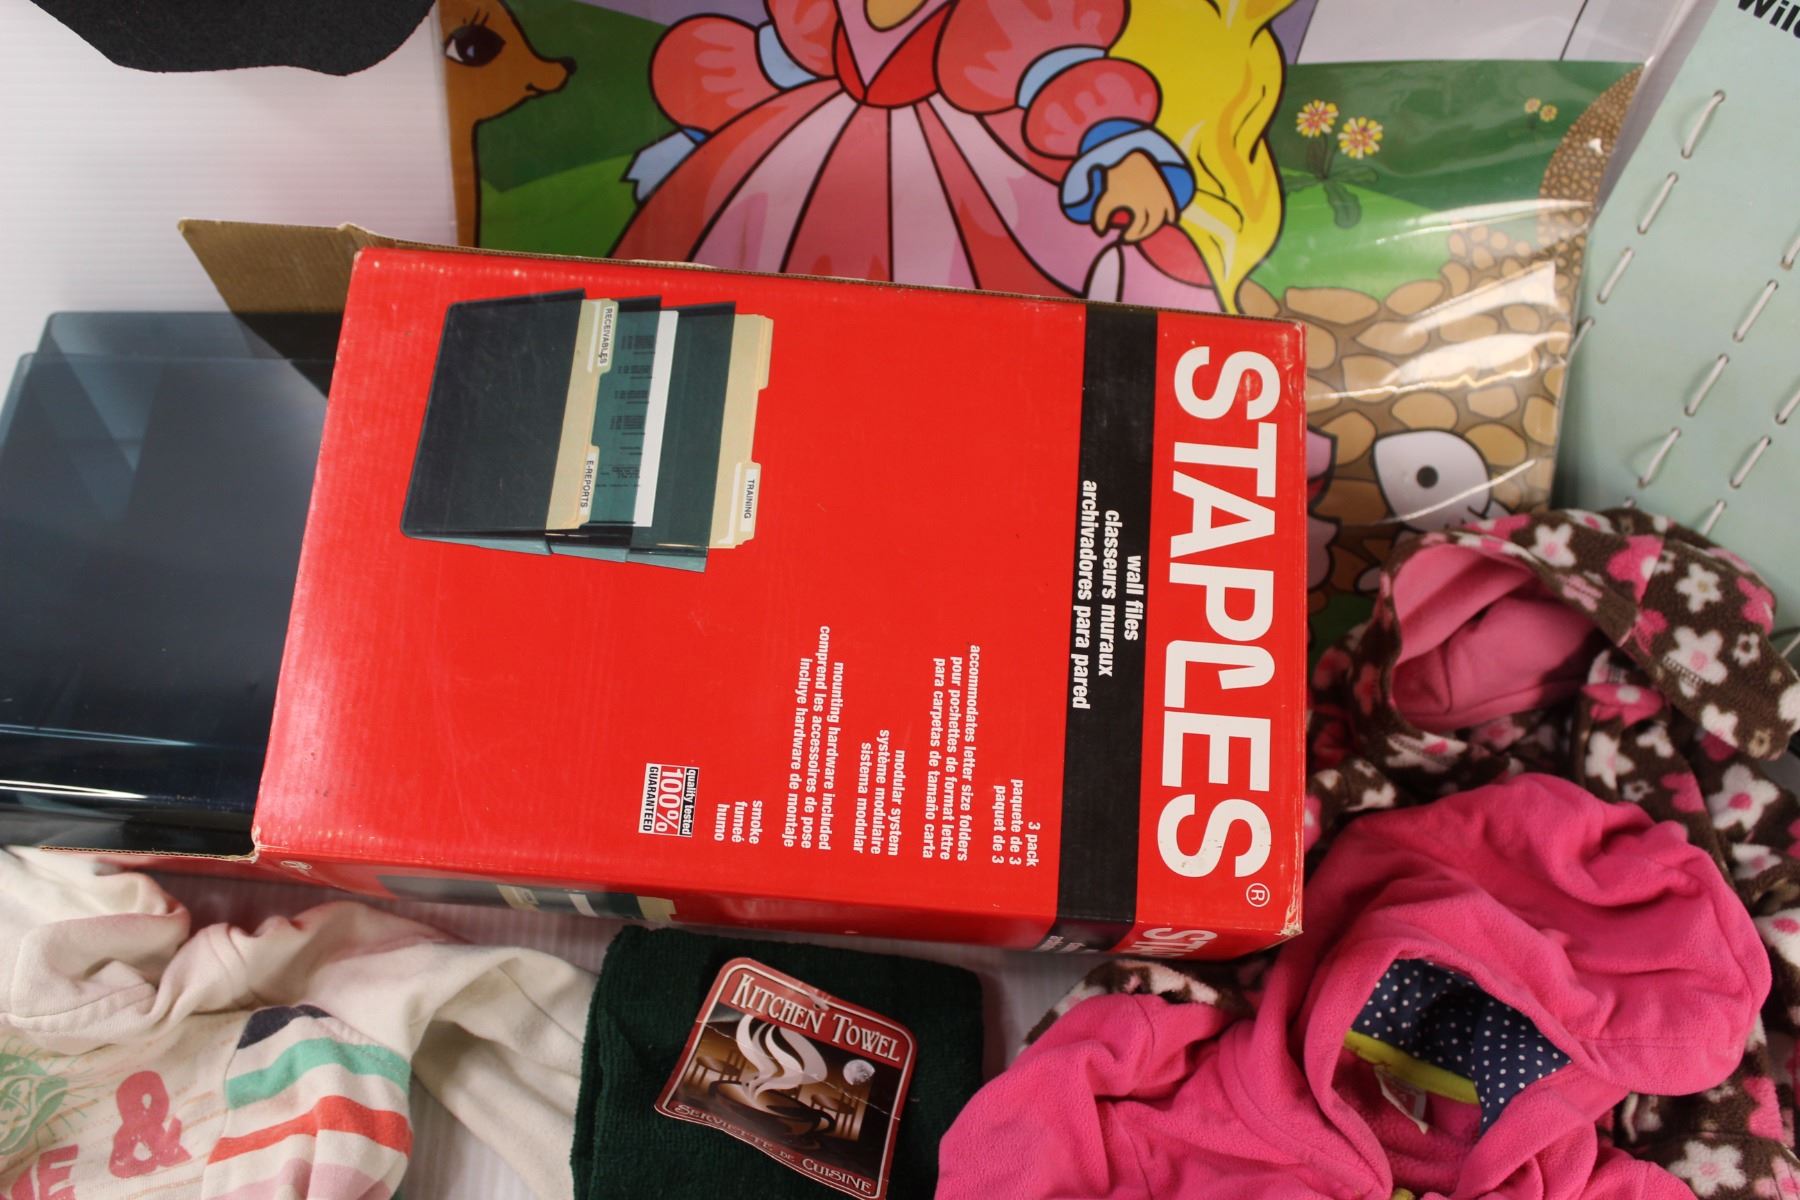 Wild
STAPLES®
wall files
classeurs muraux
archivadores para pared
3 pack
paquete de 3
paquet de 3
accommodates letter size folders
pour pochettes de format lettre
para carpetas de tamaño carta
modular system
système modulaire
sistema modular
mounting hardware included
comprend les accessoires de pose
incluye hardware de montaje
smoke
fumeé
humo
quality tested
100%
GUARANTEED
RECEIVABLES
E-REPORTS
TRAINING
KITCHEN TOWEL
SERVIETTE DE CUISINE
&